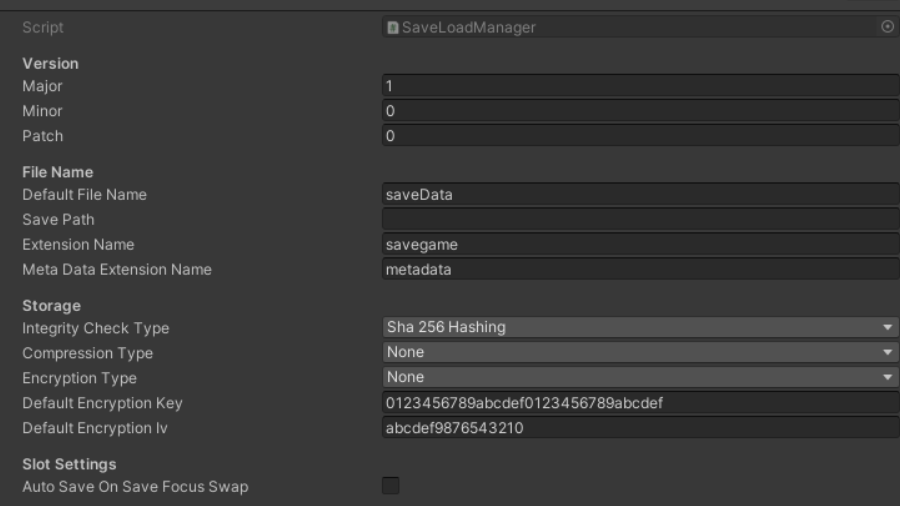 Script SaveLoadManager
Version
Major 1
Minor 0
Patch 0
File Name
Default File Name saveData
Save Path
Extension Name savegame
Meta Data Extension Name metadata
Storage
Integrity Check Type Sha 256 Hashing
Compression Type None
Encryption Type None
Default Encryption Key 0123456789abcdef0123456789abcdef
Default Encryption Iv abcdef9876543210
Slot Settings
Auto Save On Save Focus Swap